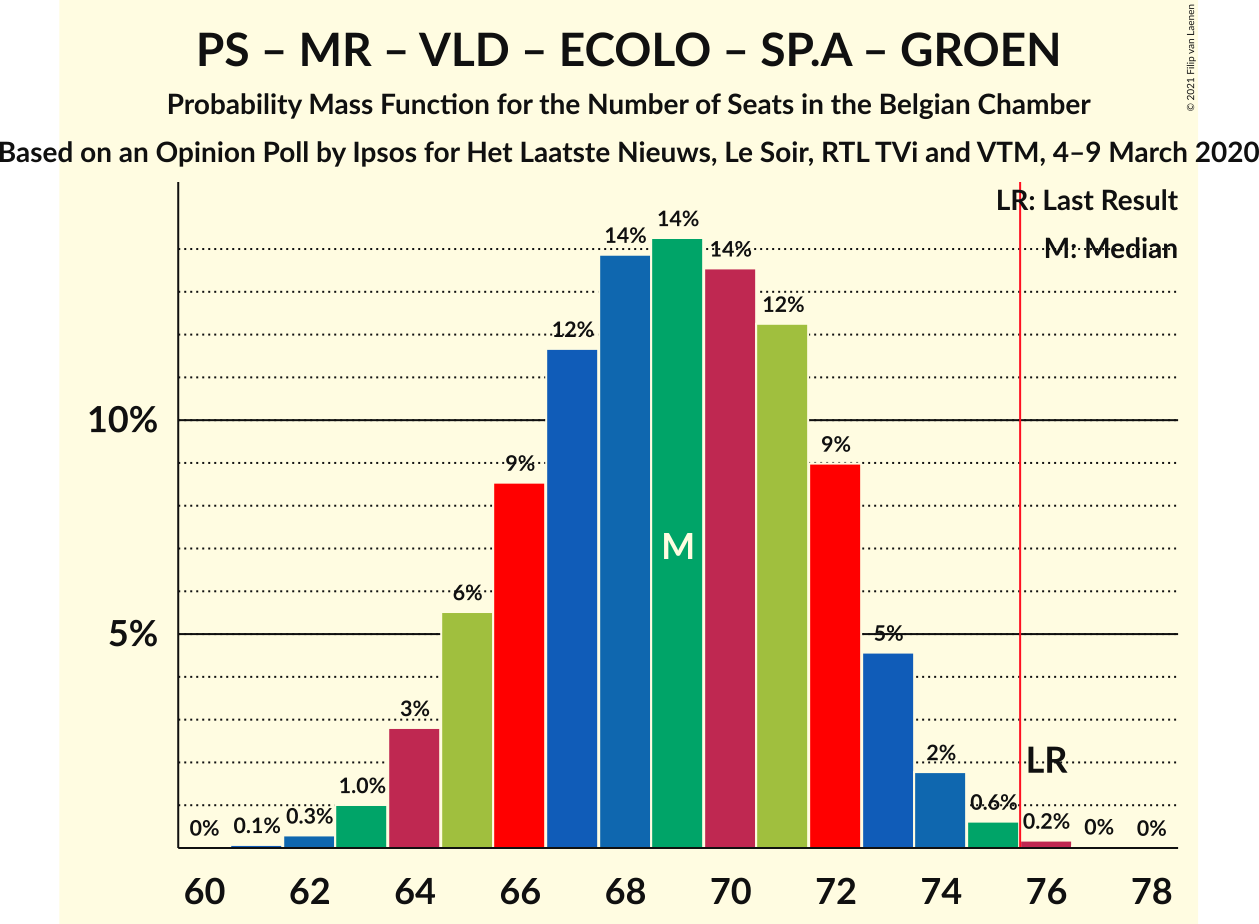 PS – MR – VLD – ECOLO – SP.A – GROEN
Probability Mass Function for the Number of Seats in the Belgian Chamber
Based on an Opinion Poll by Ipsos for Het Laatste Nieuws, Le Soir, RTL TVi and VTM, 4–9 March 2020
© 2021 Filip van Laenen
LR: Last Result
M: Median
10%
5%
0%
0.1%
0.3%
1.0%
3%
6%
9%
12%
14%
14%
14%
12%
9%
5%
2%
0.6%
0.2%
0%
0%
M
LR
60 62 64 66 68 70 72 74 76 78